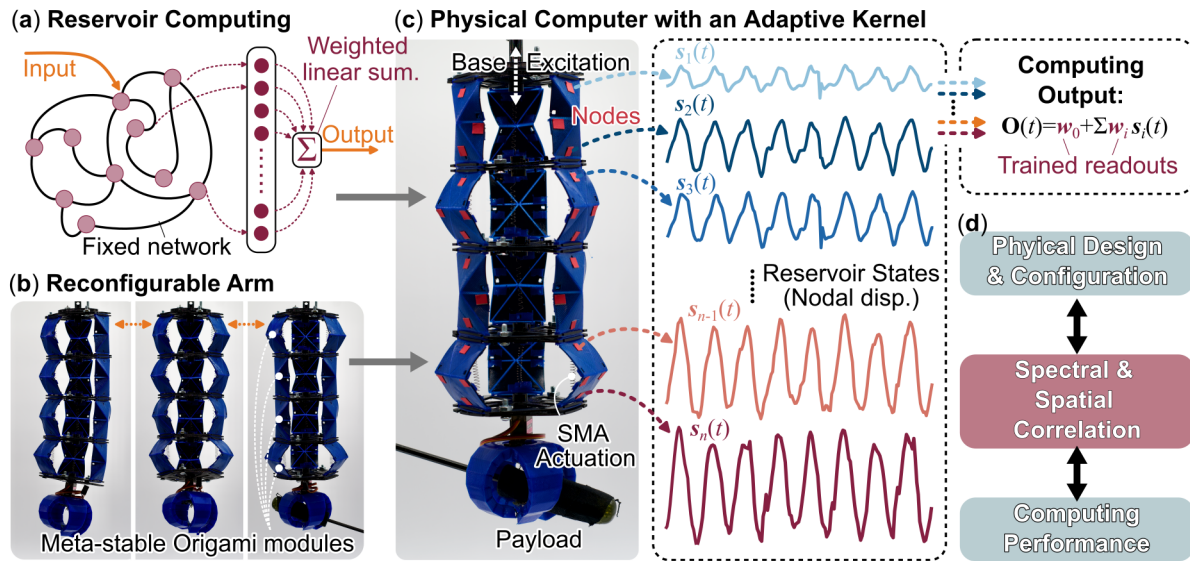 (a) Reservoir Computing
Input
Weighted
linear sum.
Output
Σ
Fixed network
(b) Reconfigurable Arm
Meta-stable Origami modules
(c) Physical Computer with an Adaptive Kernel
Base Excitation
Nodes
SMA
Actuation
Payload
s1(t)
s2(t)
s3(t)
Reservoir States
(Nodal disp.)
sn-1(t)
sn(t)
Computing
Output:
O(t)=w0+Σwi si(t)
Trained readouts
(d)
Phyical Design
& Configuration
Spectral &
Spatial
Correlation
Computing
Performance